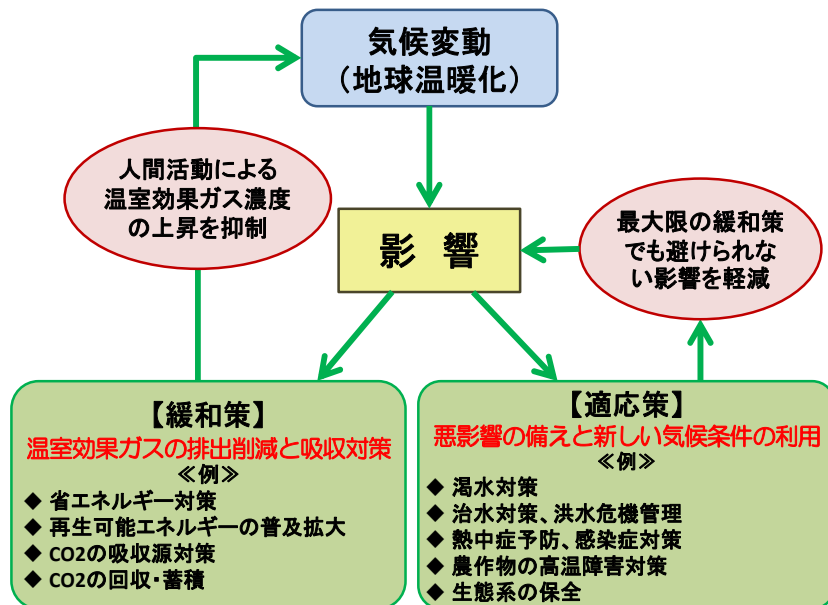 気候変動
（地球温暖化）
人間活動による
温室効果ガス濃度
の上昇を抑制
影　響
最大限の緩和策
でも避けられな
い影響を軽減
【緩和策】
温室効果ガスの排出削減と吸収対策
≪例≫
◆ 省エネルギー対策
◆ 再生可能エネルギーの普及拡大
◆ CO2の吸収源対策
◆ CO2の回収・蓄積
【適応策】
悪影響の備えと新しい気候条件の利用
≪例≫
◆ 渇水対策
◆ 治水対策、洪水危機管理
◆ 熱中症予防、感染症対策
◆ 農作物の高温障害対策
◆ 生態系の保全